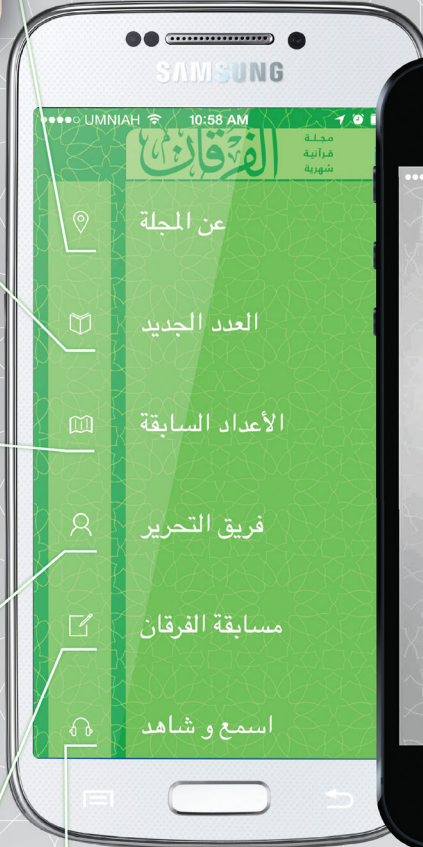 SAMSUNG
UMNIAH 10:58 AM
الفرقان
مجلة
قرآنية
شهرية
عن المجلة
العدد الجديد
الأعداد السابقة
فريق التحرير
مسابقة الفرقان
اسمع و شاهد